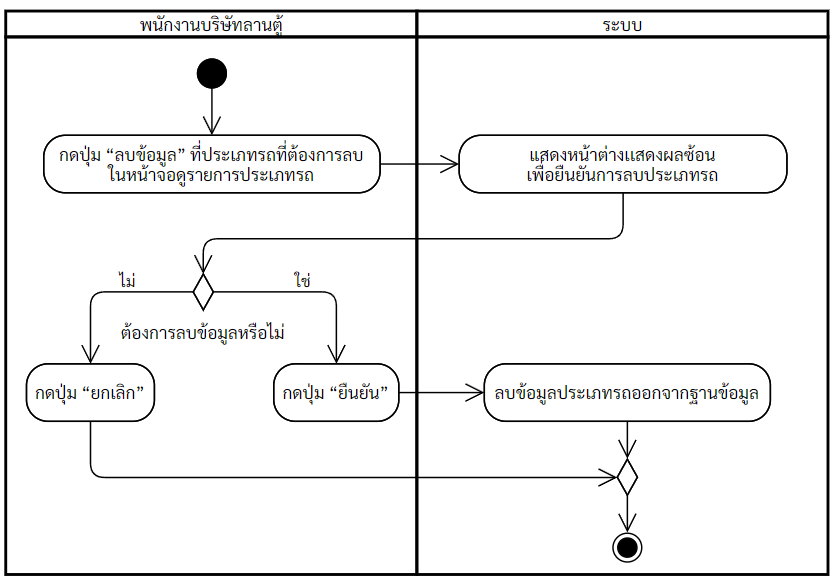 พนักงานบริษัทลานตู้
ระบบ
กดปุ่ม “ลบข้อมูล” ที่ประเภทรถที่ต้องการลบ
ในหน้าจอดูรายการประเภทรถ
แสดงหน้าต่างแสดงผลซ้อน
เพื่อยืนยันการลบประเภทรถ
ไม่
ใช่
ต้องการลบข้อมูลหรือไม่
กดปุ่ม “ยกเลิก”
กดปุ่ม “ยืนยัน”
ลบข้อมูลประเภทรถออกจากฐานข้อมูล